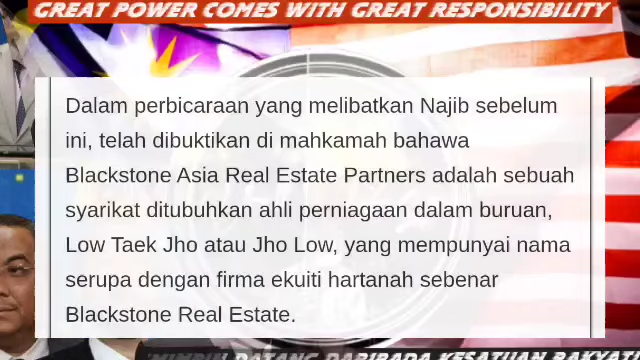 GREAT POWER COMES WITH GREAT RESPONSIBILITY
Dalam perbicaraan yang melibatkan Najib sebelum
ini, telah dibuktikan di mahkamah bahawa
Blackstone Asia Real Estate Partners adalah sebuah
syarikat ditubuhkan ahli perniagaan dalam buruan,
Low Taek Jho atau Jho Low, yang mempunyai nama
serupa dengan firma ekuiti hartanah sebenar
Blackstone Real Estate.
DATANG DARIPADA KESATUAN RAKYAT